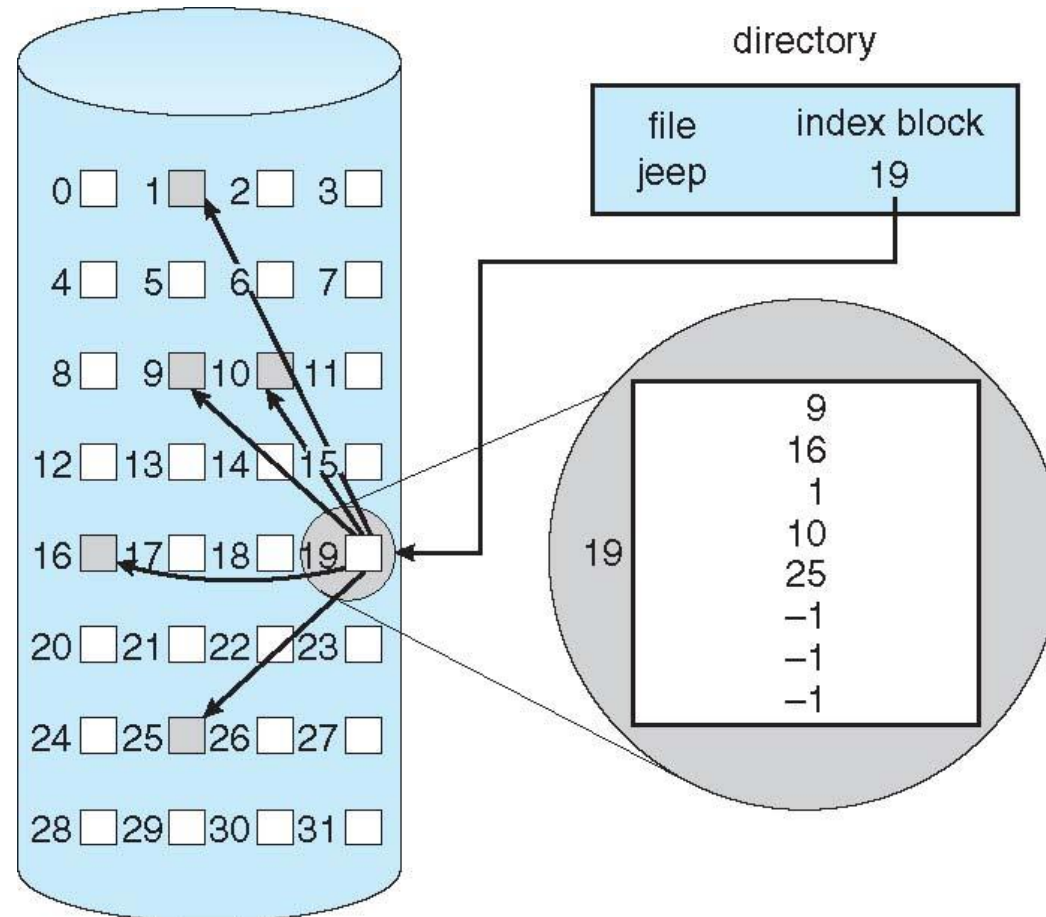 directory
file index block
jeep 19
0 1 2 3
4 5 6 7
8 9 10 11
12 13 14 15
16 17 18 19
20 21 22 23
24 25 26 27
28 29 30 31
19
9
16
1
10
25
–1
–1
–1